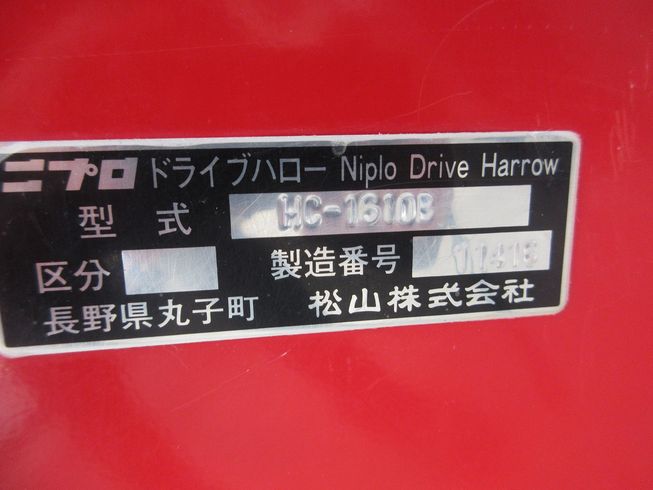 ニプロ ドライブハロー Niplo Drive Harrow
型式 HC-1610B
区分 製造番号 11418
長野県丸子町 松山株式会社